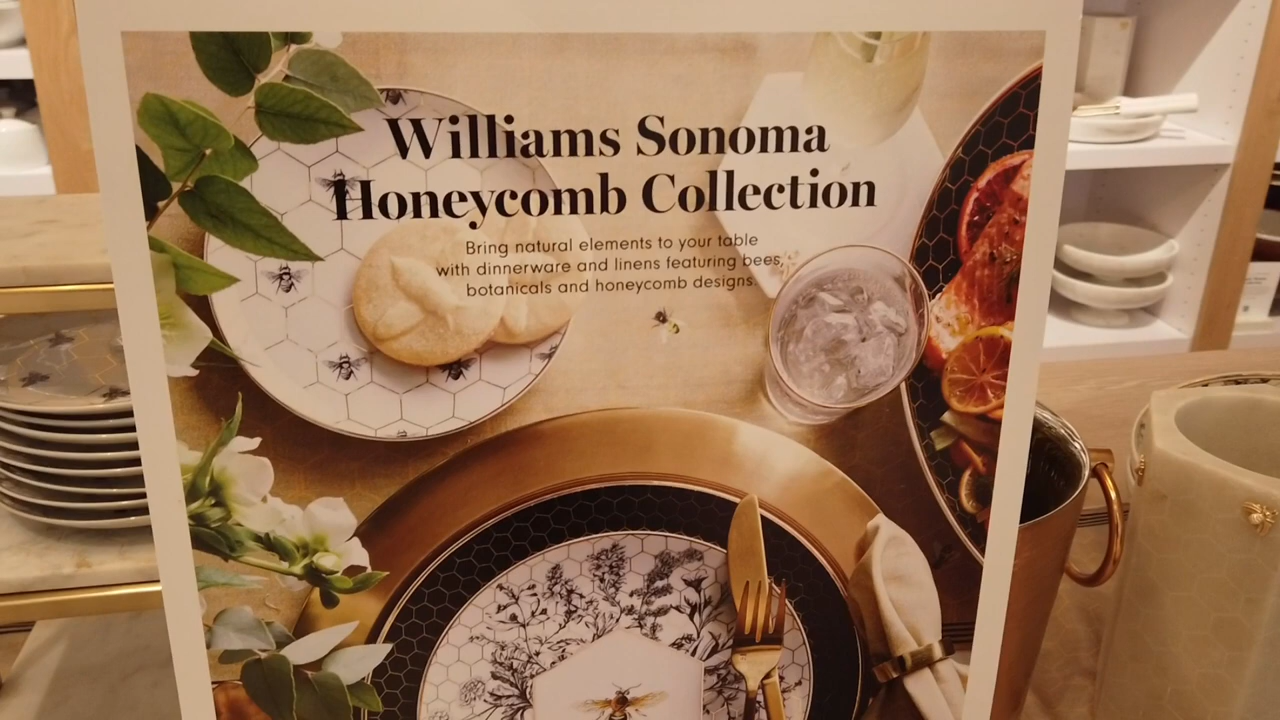 Williams Sonoma
Honeycomb Collection
Bring natural elements to your table
with dinnerware and linens featuring bees,
botanicals and honeycomb designs.